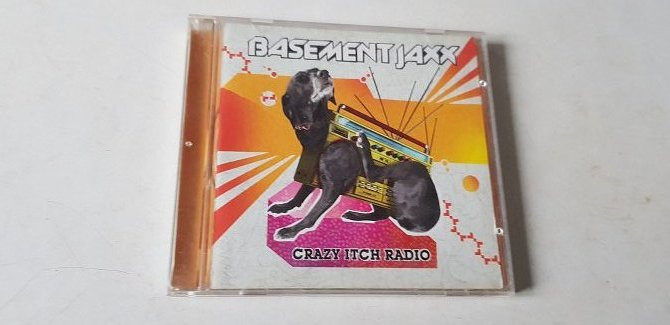 BASEMENT JAXX
CRAZY ITCH RADIO